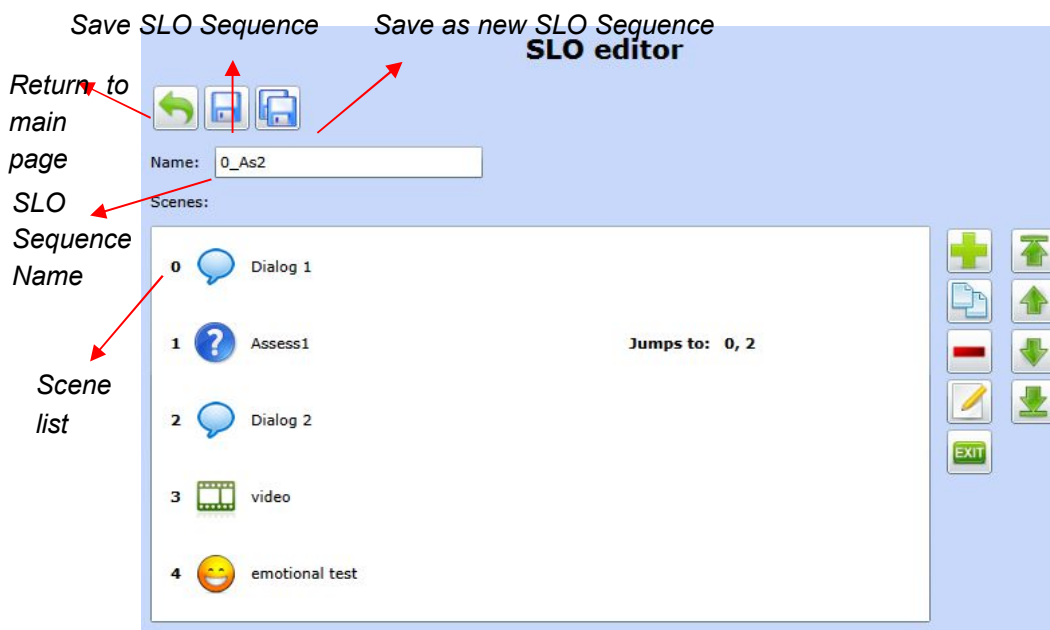 Save SLO Sequence
Save as new SLO Sequence
SLO editor
Return to
main
page
Name: 0_As2
SLO
Sequence
Name
Scenes:
0 Dialog 1
1 Assess1 Jumps to: 0, 2
Scene
list
2 Dialog 2
EXIT
3 video
4 emotional test